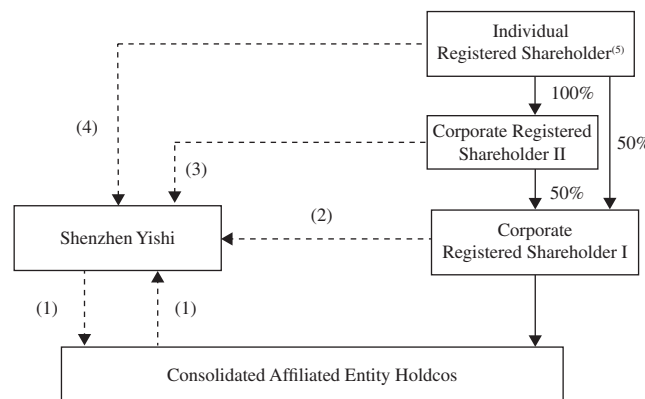 Individual
Registered Shareholder(5)
100%
(4)
Corporate Registered
Shareholder II
50%
(3)
50%
(2)
Shenzhen Yishi
Corporate
Registered Shareholder I
(1)
(1)
Consolidated Affiliated Entity Holdcos